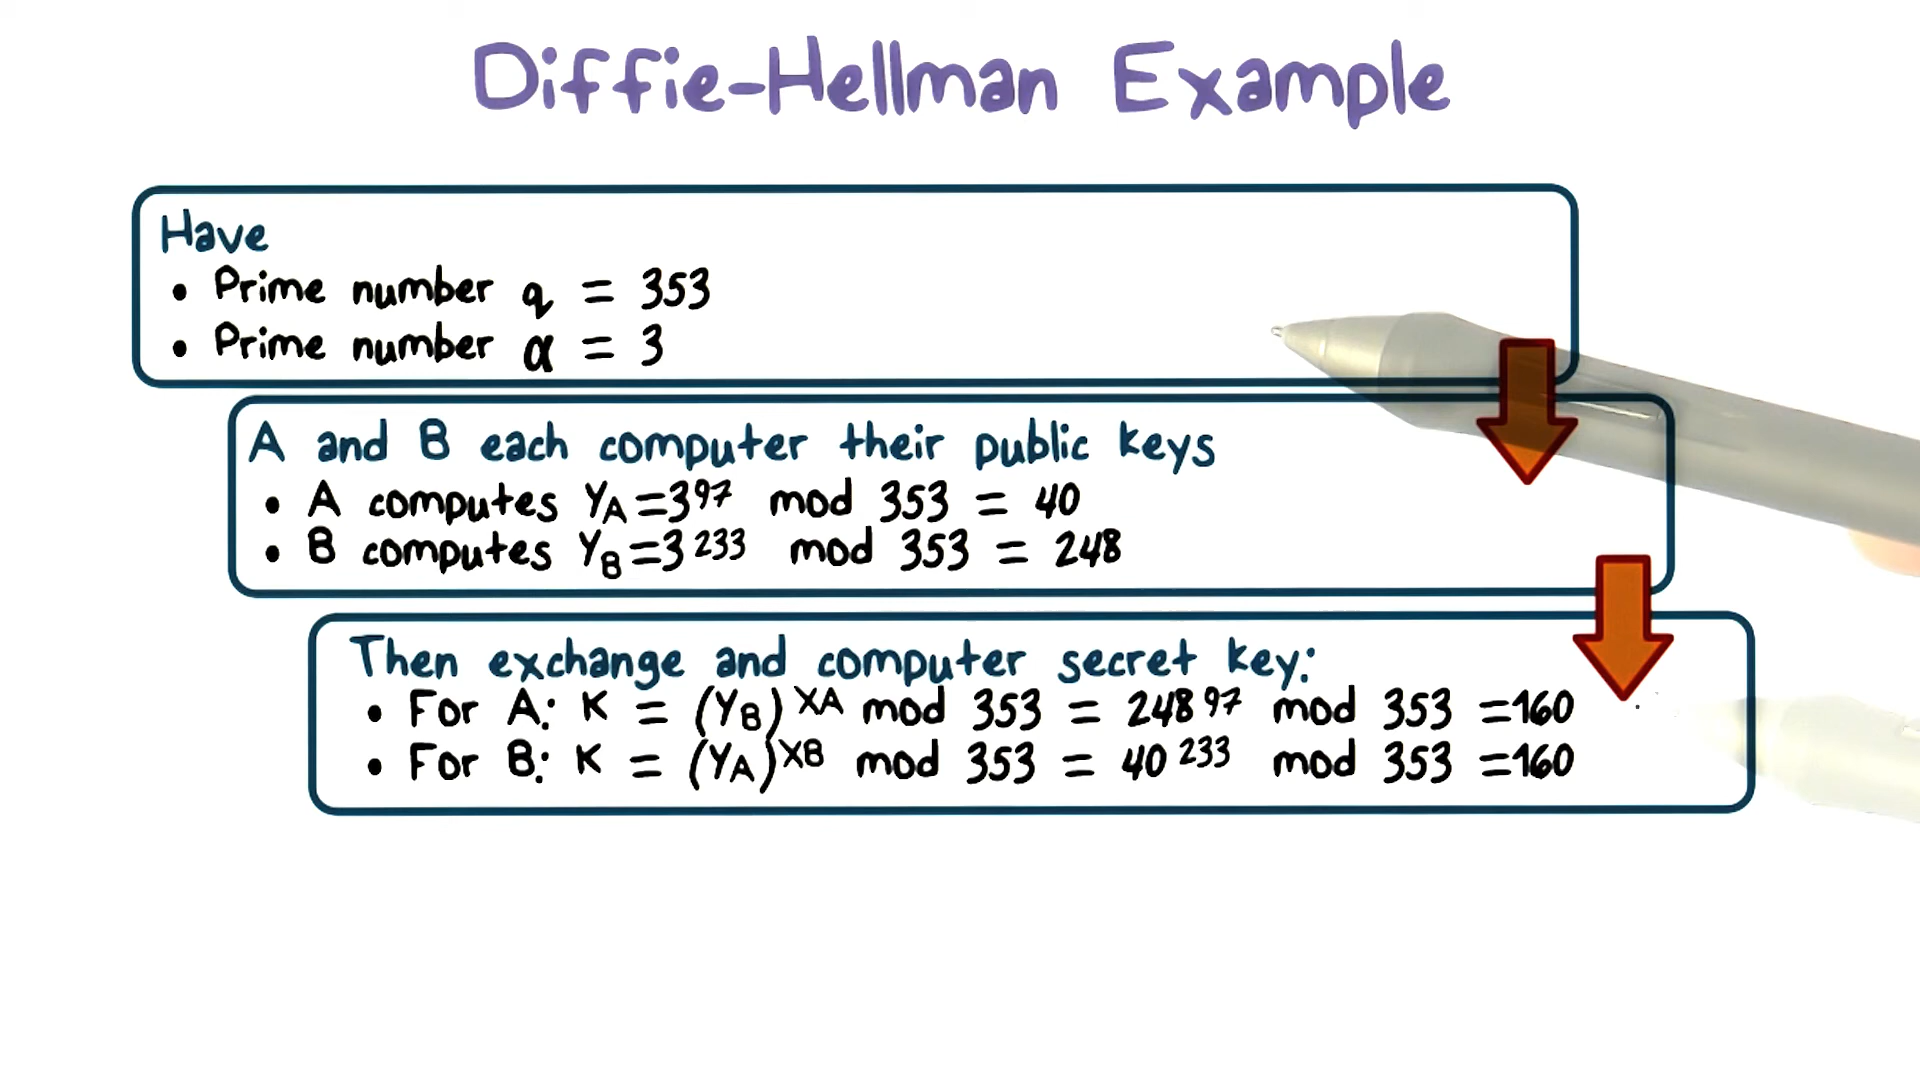 Diffie-Hellman Example
Have
• Prime number q = 353
• Prime number α = 3
A and B each computer their public keys
• A computes YA=3^97 mod 353 = 40
• B computes YB=3^233 mod 353 = 248
Then exchange and computer secret key:
• For A: K = (YB)^XA mod 353 = 248^97 mod 353 =160
• For B: K = (YA)^XB mod 353 = 40^233 mod 353 =160